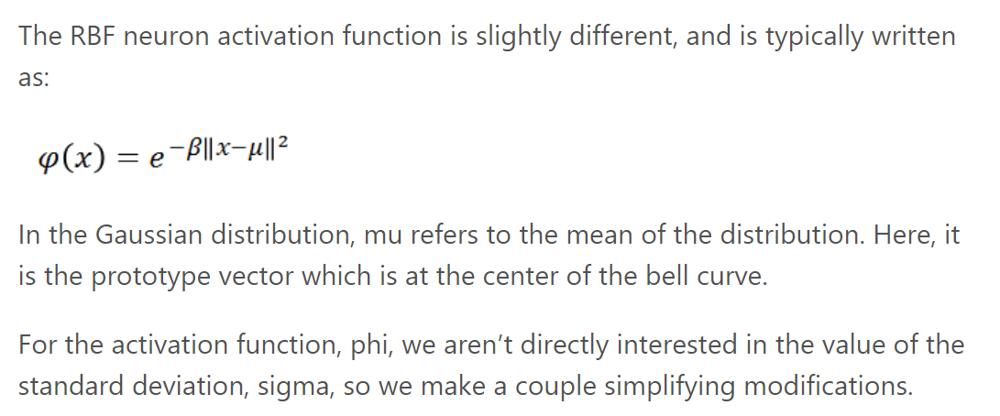 The RBF neuron activation function is slightly different, and is typically written
as:
φ(x) = e^{−β‖x−μ‖²}
In the Gaussian distribution, mu refers to the mean of the distribution. Here, it
is the prototype vector which is at the center of the bell curve.
For the activation function, phi, we aren’t directly interested in the value of the
standard deviation, sigma, so we make a couple simplifying modifications.